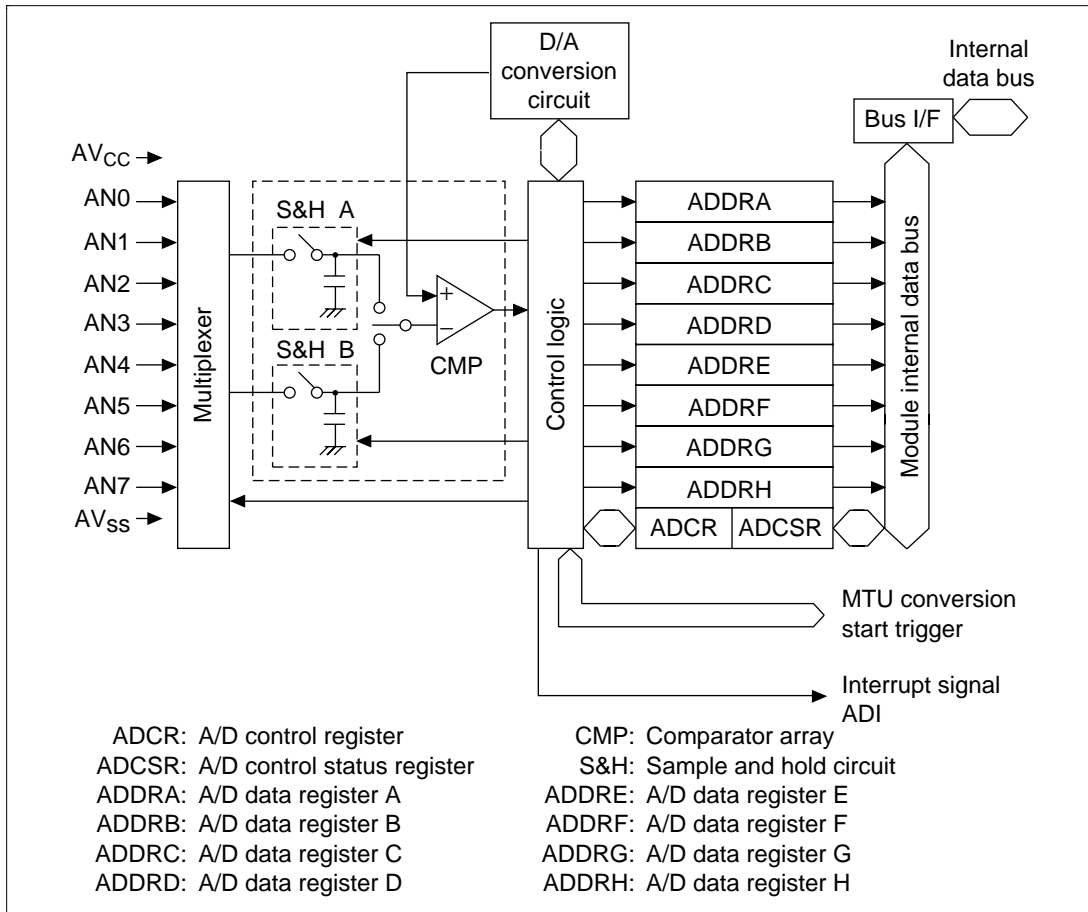 D/A
conversion
circuit
Internal
data bus
Bus I/F
AVCC
AN0
AN1
AN2
AN3
AN4
AN5
AN6
AN7
AVSS
Multiplexer
S&H A
S&H B
+
−
CMP
Control logic
ADDRA
ADDRB
ADDRC
ADDRD
ADDRE
ADDRF
ADDRG
ADDRH
ADCR
ADCSR
Module internal data bus
MTU conversion
start trigger
Interrupt signal
ADI
ADCR: A/D control register
ADCSR: A/D control status register
ADDRA: A/D data register A
ADDRB: A/D data register B
ADDRC: A/D data register C
ADDRD: A/D data register D
CMP: Comparator array
S&H: Sample and hold circuit
ADDRE: A/D data register E
ADDRF: A/D data register F
ADDRG: A/D data register G
ADDRH: A/D data register H